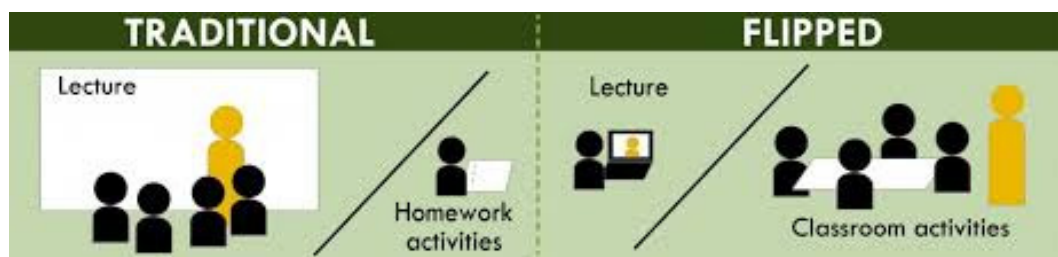 TRADITIONAL
Lecture
Homework
activities
FLIPPED
Lecture
Classroom activities